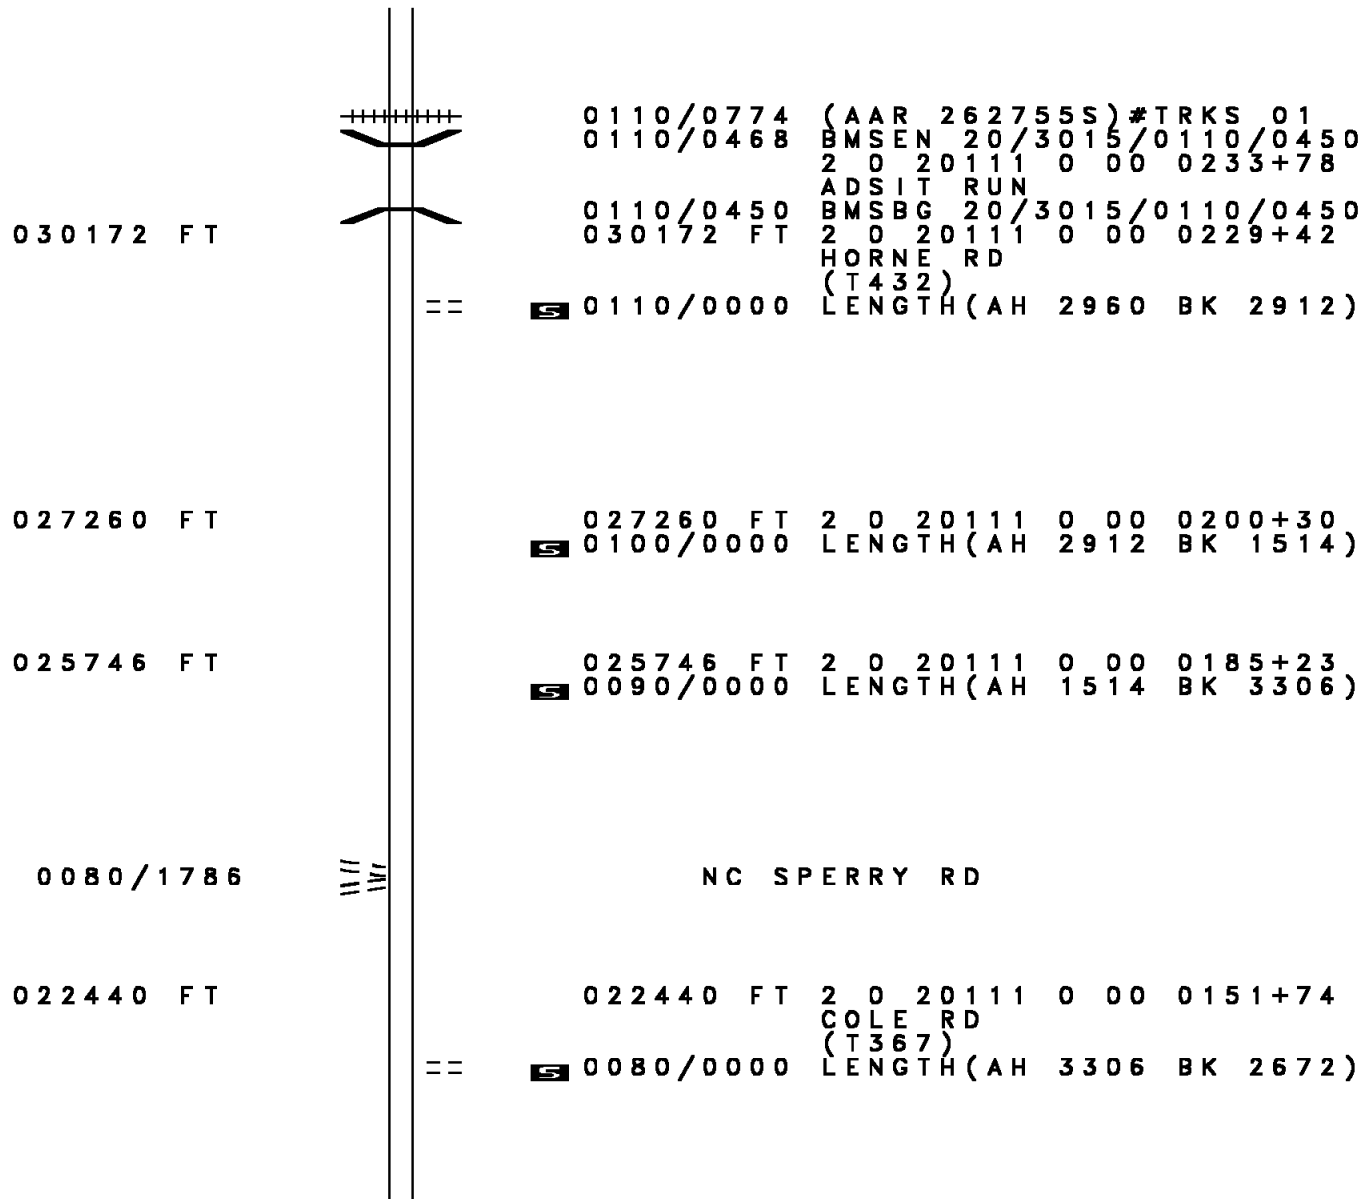 0110/0774 (AAR 262755S)#TRKS 01
0110/0468 BMSEN 20/3015/0110/0450
2 0 20111 0 00 0233+78
ADSIT RUN
0110/0450 BMSBG 20/3015/0110/0450
030172 FT 030172 FT 2 0 20111 0 00 0229+42
HORNE RD
(T432)
== S 0110/0000 LENGTH(AH 2960 BK 2912)
027260 FT 027260 FT 2 0 20111 0 00 0200+30
S 0100/0000 LENGTH(AH 2912 BK 1514)
025746 FT 025746 FT 2 0 20111 0 00 0185+23
S 0090/0000 LENGTH(AH 1514 BK 3306)
0080/1786 NC SPERRY RD
022440 FT 022440 FT 2 0 20111 0 00 0151+74
COLE RD
(T367)
== S 0080/0000 LENGTH(AH 3306 BK 2672)